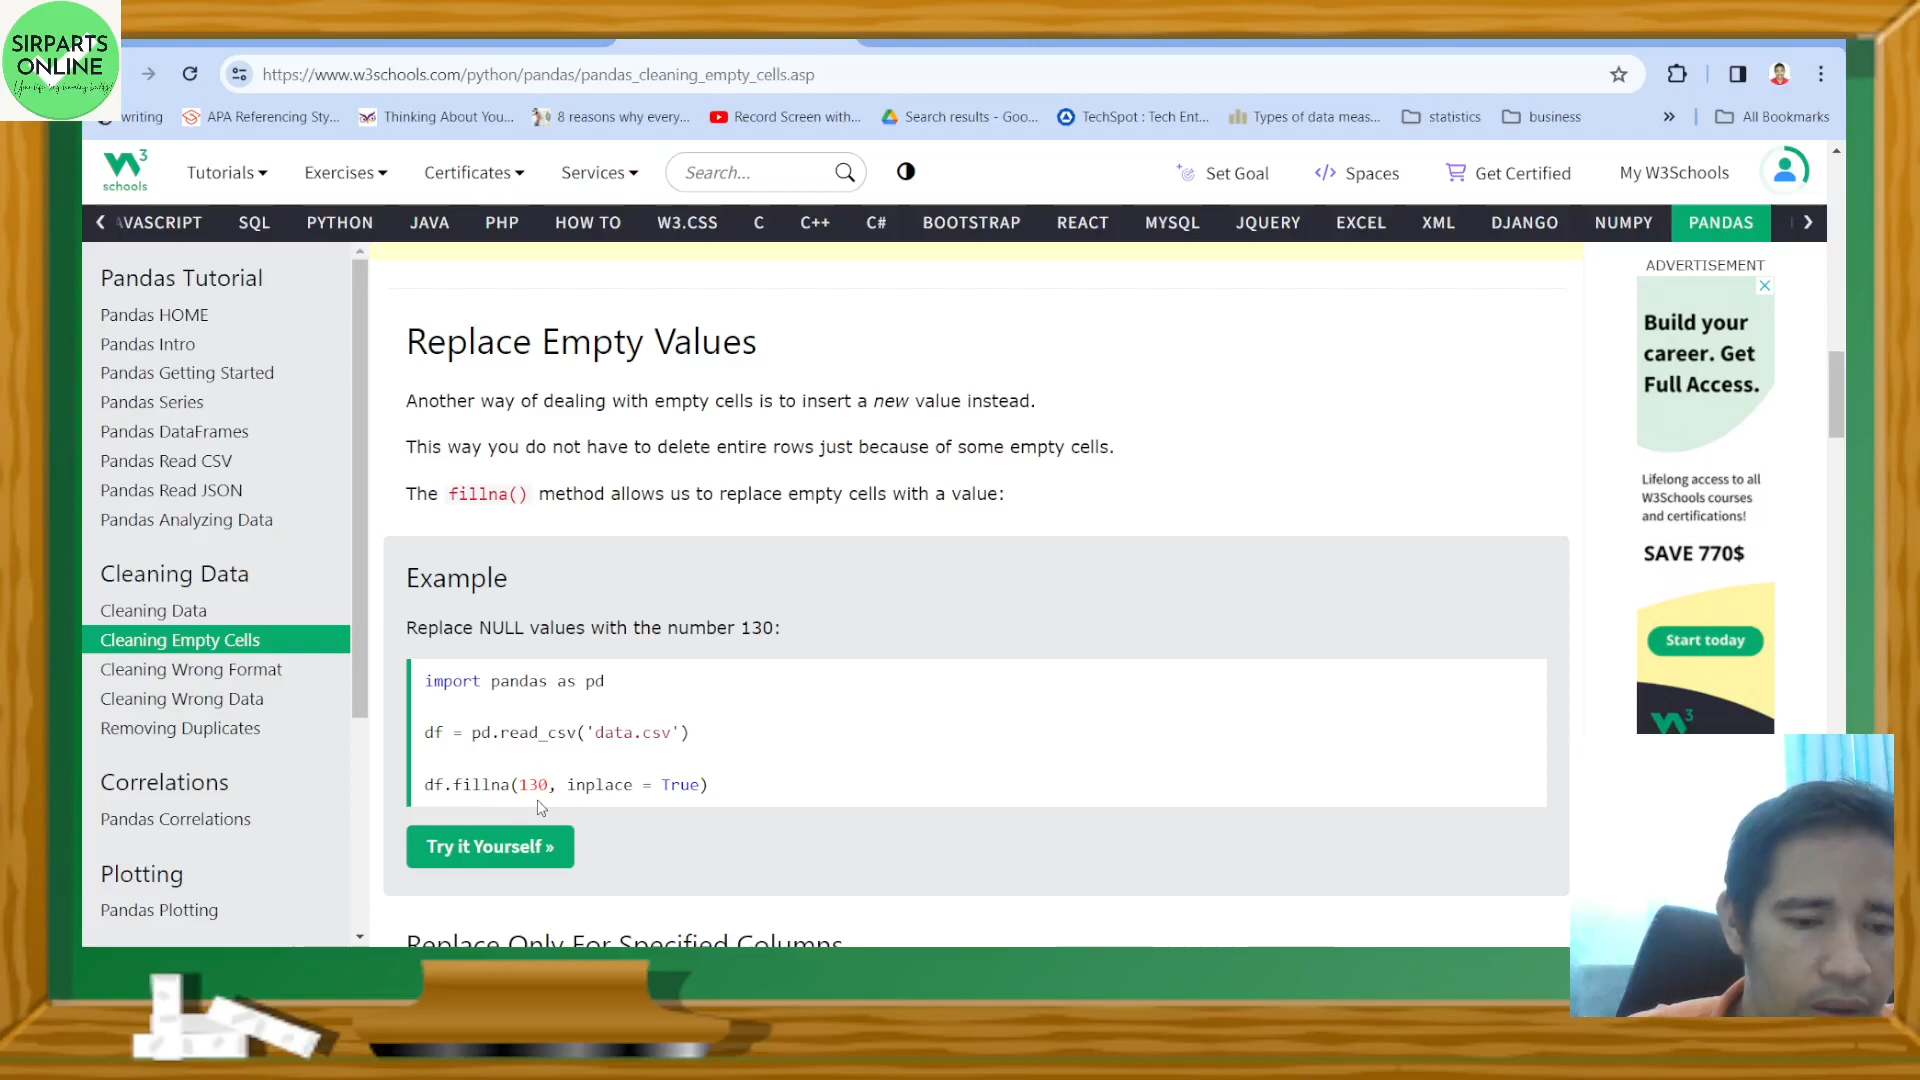 SIRPARTS
ONLINE
https://www.w3schools.com/python/pandas/pandas_cleaning_empty_cells.asp
writing
APA Referencing Sty...
Thinking About You...
8 reasons why every...
Record Screen with...
Search results - Goo...
TechSpot : Tech Ent...
Types of data meas...
statistics
business
»
All Bookmarks
W3
schools
Tutorials
Exercises
Certificates
Services
Search...
Set Goal
Spaces
Get Certified
My W3Schools
AVASCRIPT
SQL
PYTHON
JAVA
PHP
HOW TO
W3.CSS
C
C++
C#
BOOTSTRAP
REACT
MYSQL
JQUERY
EXCEL
XML
DJANGO
NUMPY
PANDAS
Pandas Tutorial
Pandas HOME
Pandas Intro
Pandas Getting Started
Pandas Series
Pandas DataFrames
Pandas Read CSV
Pandas Read JSON
Pandas Analyzing Data
Cleaning Data
Cleaning Data
Cleaning Empty Cells
Cleaning Wrong Format
Cleaning Wrong Data
Removing Duplicates
Correlations
Pandas Correlations
Plotting
Pandas Plotting
Replace Empty Values
Another way of dealing with empty cells is to insert a new value instead.
This way you do not have to delete entire rows just because of some empty cells.
The fillna() method allows us to replace empty cells with a value:
Example
Replace NULL values with the number 130:
import pandas as pd
df = pd.read_csv('data.csv')
df.fillna(130, inplace = True)
Try it Yourself »
Replace Only For Specified Columns
ADVERTISEMENT
Build your
career. Get
Full Access.
Lifelong access to all
W3Schools courses
and certifications!
SAVE 770$
Start today
W3